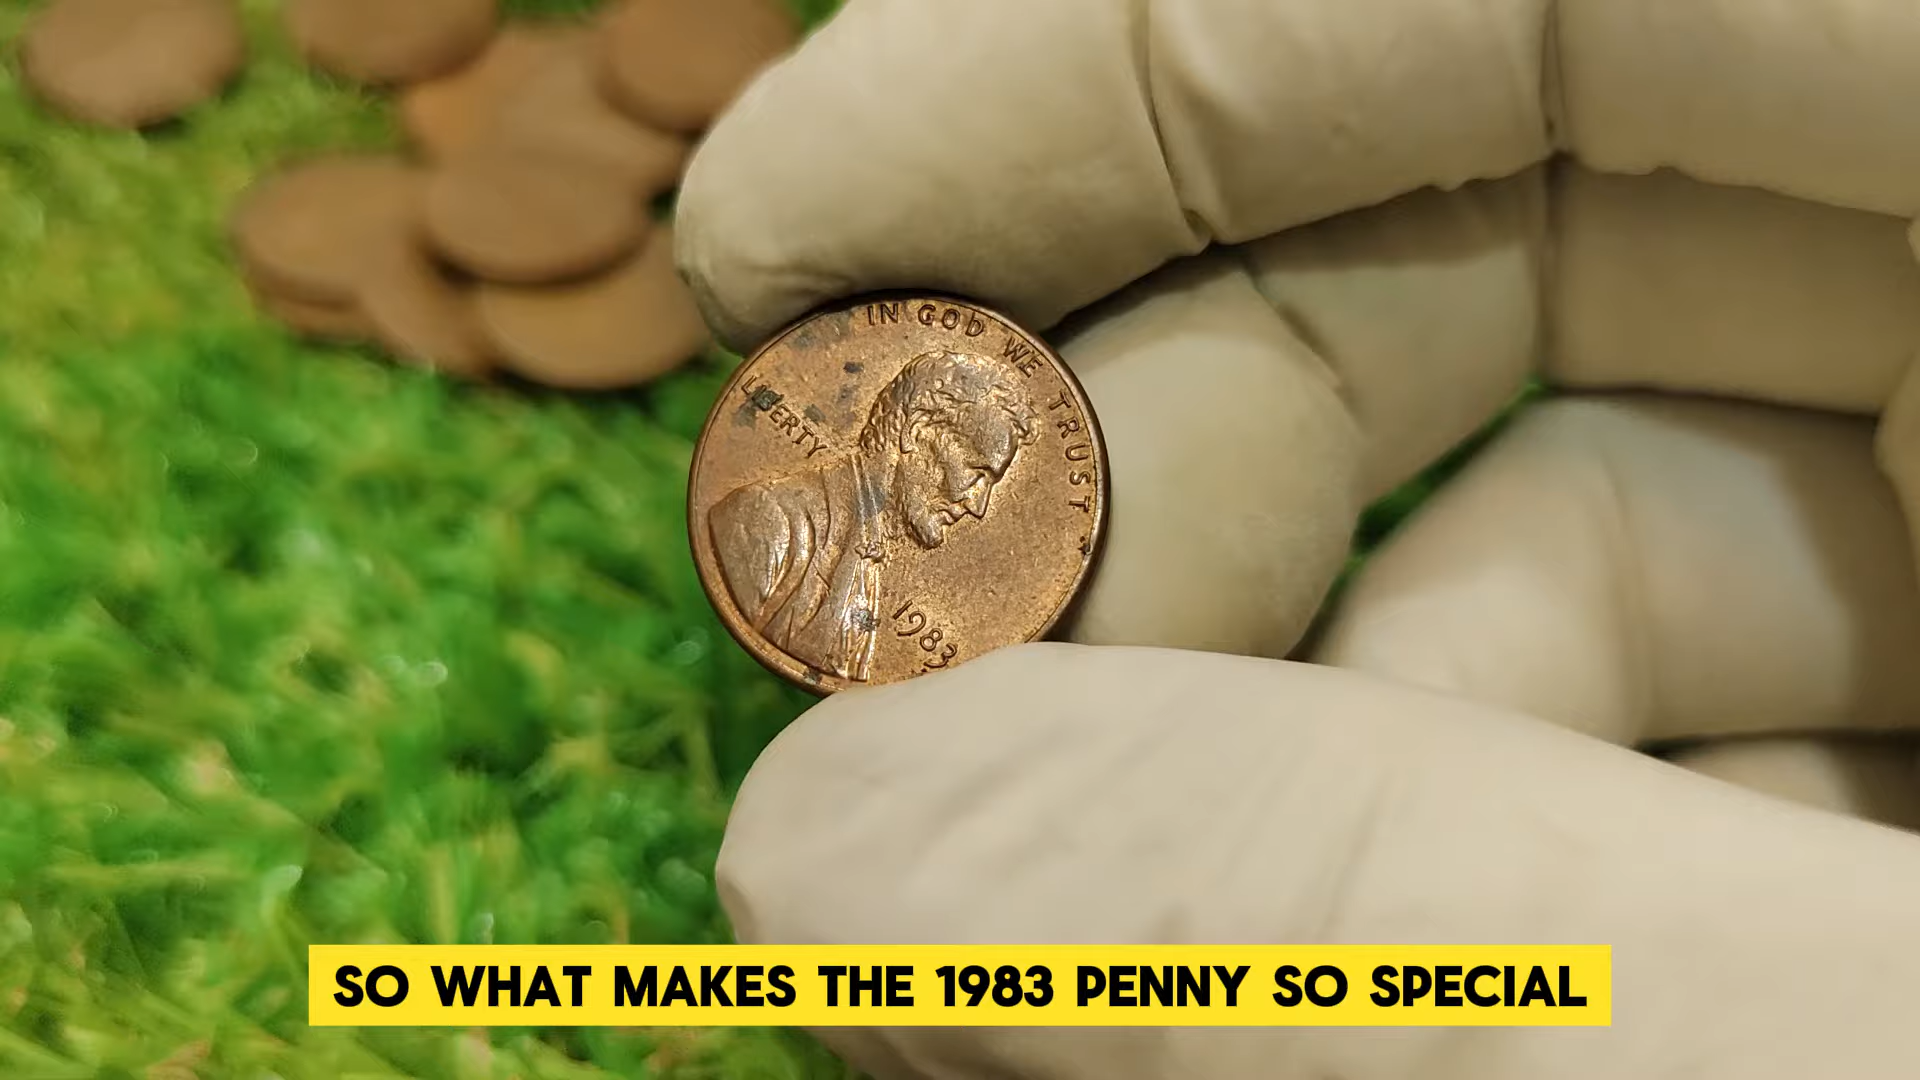 IN GOD WE TRUST
LIBERTY
1983
SO WHAT MAKES THE 1983 PENNY SO SPECIAL